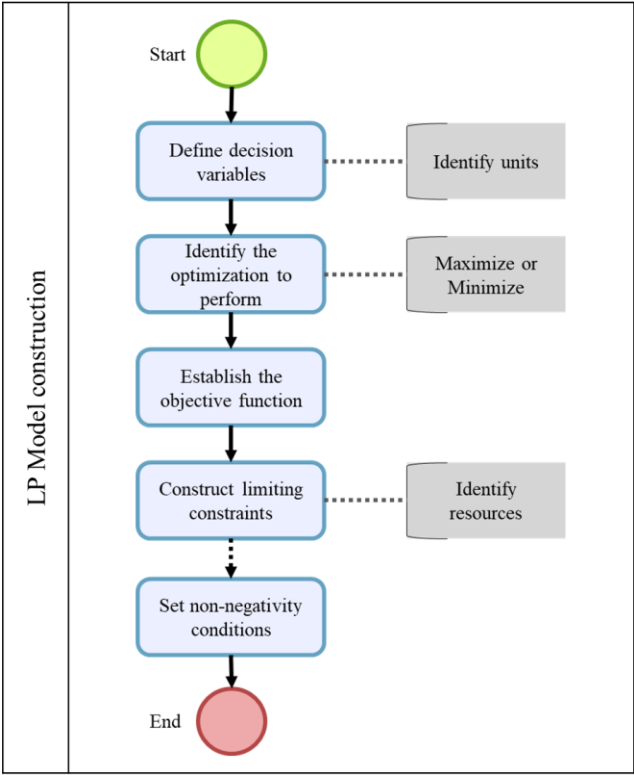 LP Model construction
Start
Define decision
variables
Identify units
Identify the
optimization to
perform
Maximize or
Minimize
Establish the
objective function
Construct limiting
constraints
Identify
resources
Set non-negativity
conditions
End